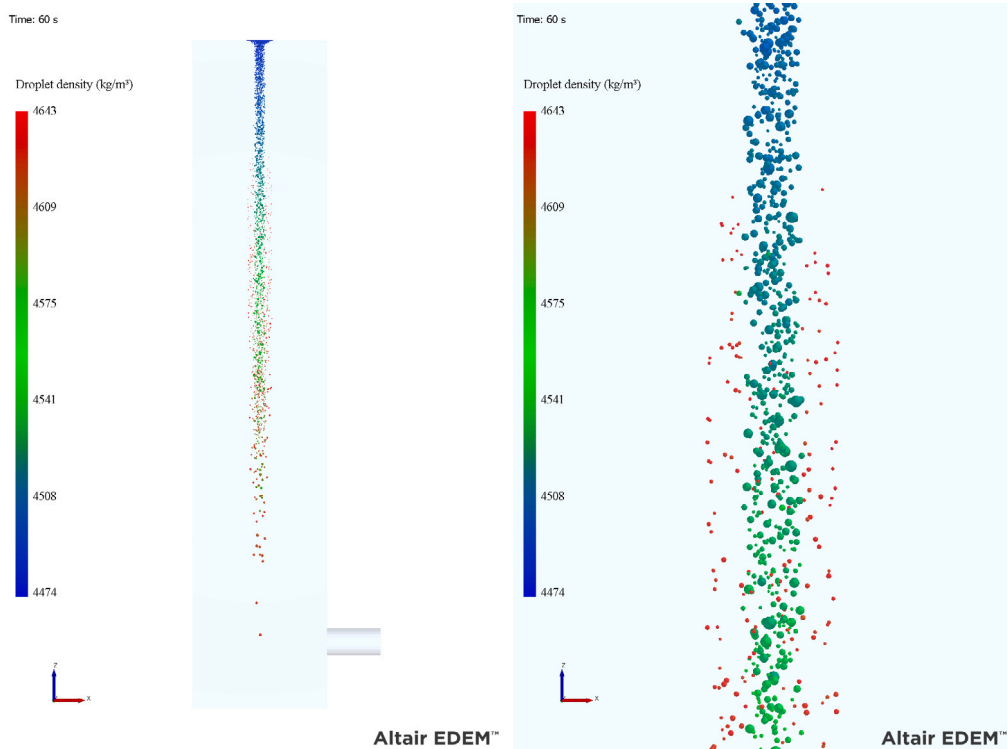 Time: 60 s
Droplet density (kg/m³)
4643
4609
4575
4541
4508
4474
z
x
Altair EDEM™
Time: 60 s
Droplet density (kg/m³)
4643
4609
4575
4541
4508
4474
z
x
Altair EDEM™